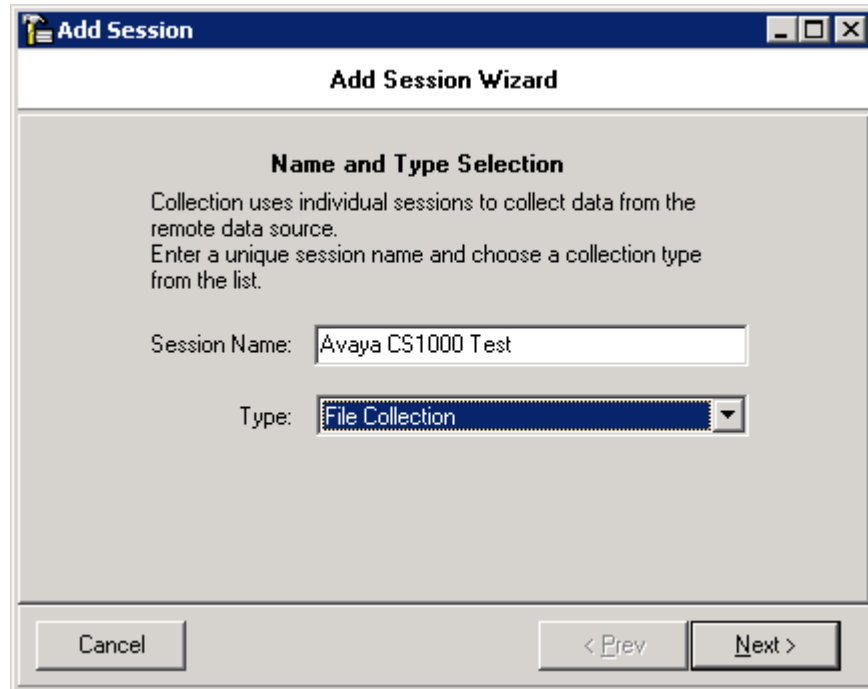 Add Session
Add Session Wizard
Name and Type Selection
Collection uses individual sessions to collect data from the
remote data source.
Enter a unique session name and choose a collection type
from the list.
Session Name: Avaya CS1000 Test
Type: File Collection
Cancel < Prev Next >